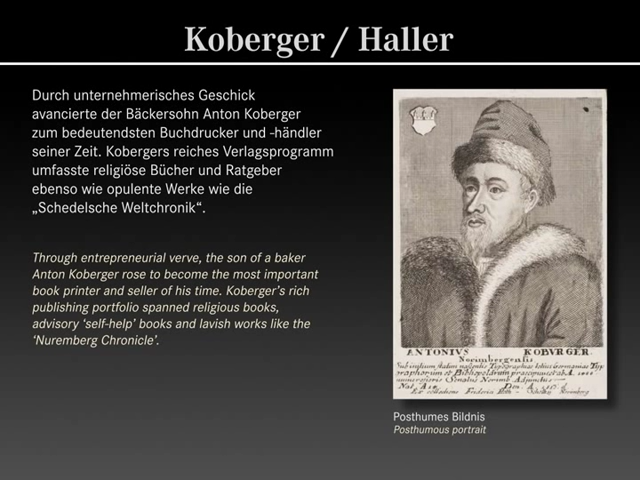 Koberger / Haller
Durch unternehmerisches Geschick
avancierte der Bäckersohn Anton Koberger
zum bedeutendsten Buchdrucker und -händler
seiner Zeit. Kobergers reiches Verlagsprogramm
umfasste religiöse Bücher und Ratgeber
ebenso wie opulente Werke wie die
„Schedelsche Weltchronik“.
Through entrepreneurial verve, the son of a baker
Anton Koberger rose to become the most important
book printer and seller of his time. Koberger’s rich
publishing portfolio spanned religious books,
advisory ‘self-help’ books and lavish works like the
‘Nuremberg Chronicle’.
ANTONIVS KOBVRGER.
Norimbergensis
Posthumes Bildnis
Posthumous portrait